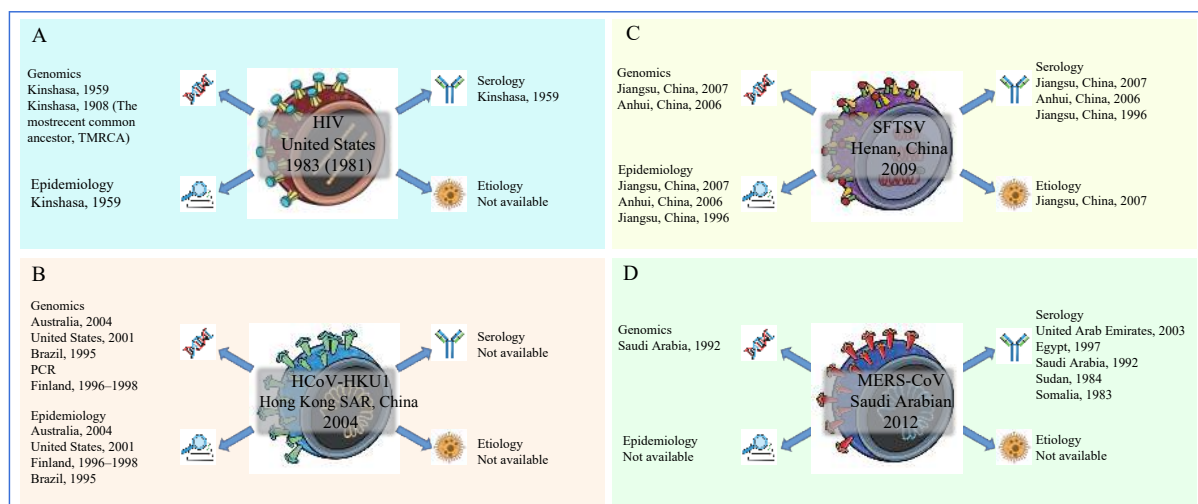 A
Genomics
Kinshasa, 1959
Kinshasa, 1908 (The
mostrecent common
ancestor, TMRCA)
Serology
Kinshasa, 1959
HIV
United States
1983 (1981)
Epidemiology
Kinshasa, 1959
Etiology
Not available
B
Genomics
Australia, 2004
United States, 2001
Brazil, 1995
PCR
Finland, 1996–1998
Serology
Not available
HCoV-HKU1
Hong Kong SAR, China
2004
Epidemiology
Australia, 2004
United States, 2001
Finland, 1996–1998
Brazil, 1995
Etiology
Not available
C
Genomics
Jiangsu, China, 2007
Anhui, China, 2006
Serology
Jiangsu, China, 2007
Anhui, China, 2006
Jiangsu, China, 1996
SFTSV
Henan, China
2009
Epidemiology
Jiangsu, China, 2007
Anhui, China, 2006
Jiangsu, China, 1996
Etiology
Jiangsu, China, 2007
D
Genomics
Saudi Arabia, 1992
Serology
United Arab Emirates, 2003
Egypt, 1997
Saudi Arabia, 1992
Sudan, 1984
Somalia, 1983
MERS-CoV
Saudi Arabian
2012
Epidemiology
Not available
Etiology
Not available